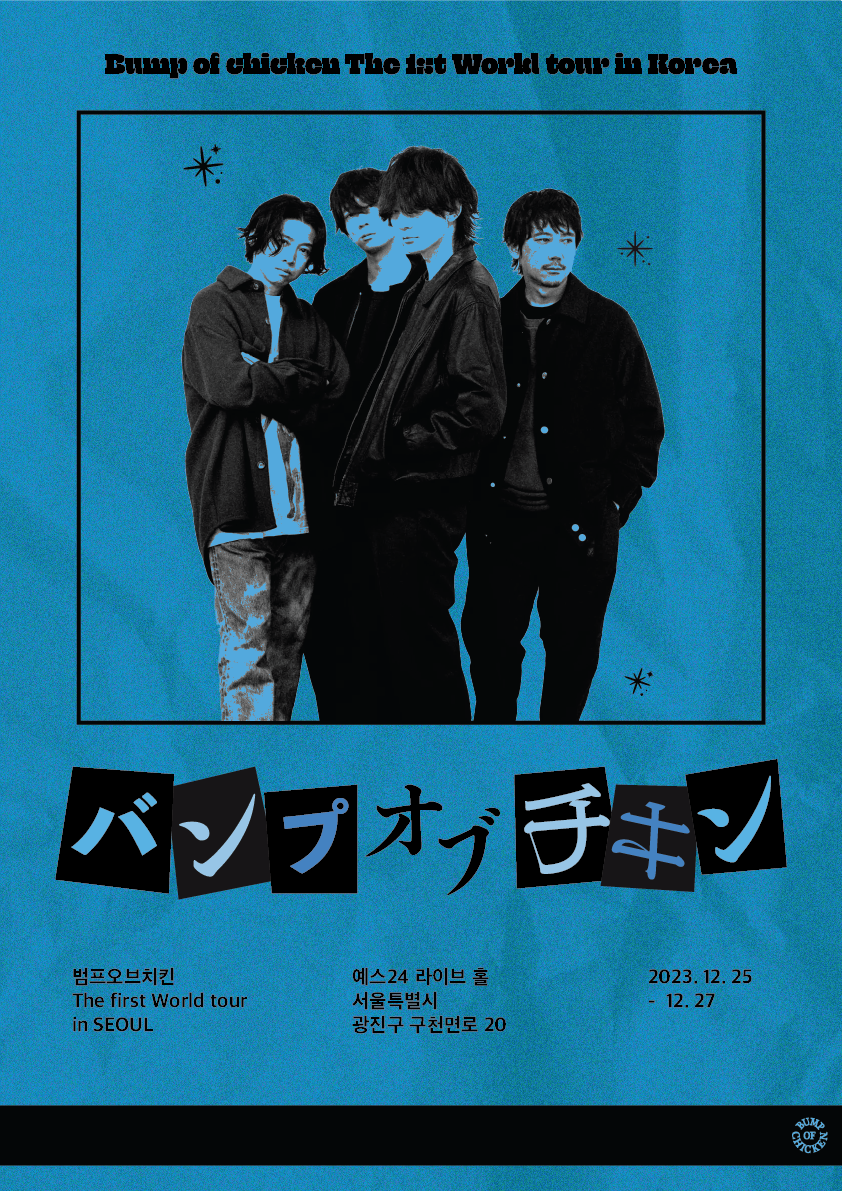 Bump of chicken The 1st World tour in Korea
バンプオブチキン
범프오브치킨
The first World tour
in SEOUL
예스24 라이브 홀
서울특별시
광진구 구천면로 20
2023. 12. 25
- 12. 27
BUMP
OF
CHICKEN